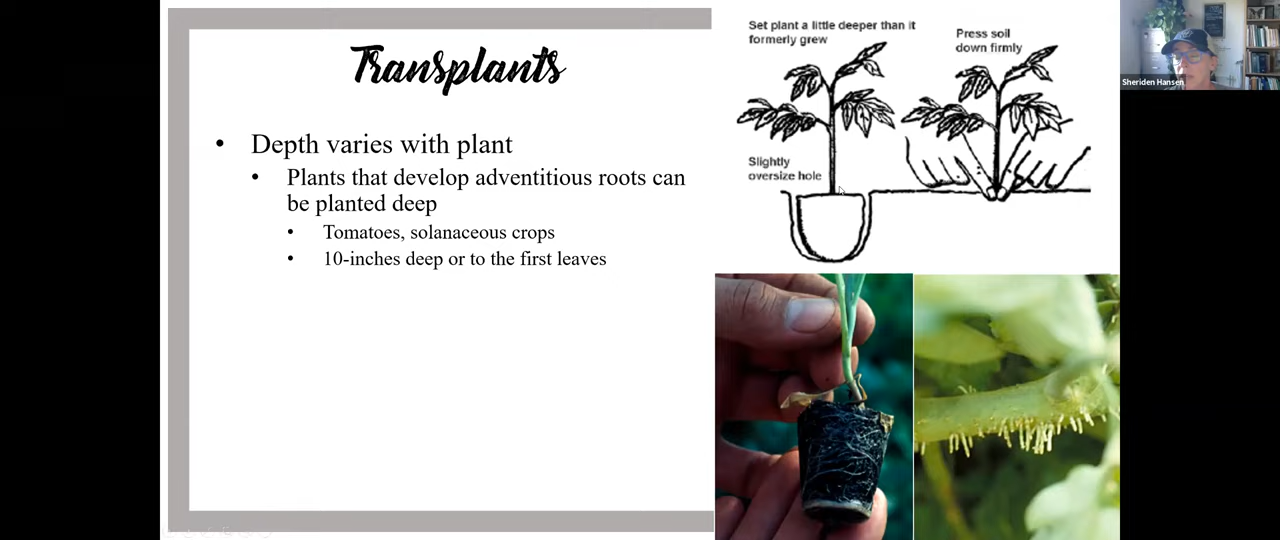 Transplants
Depth varies with plant
Plants that develop adventitious roots can
be planted deep
Tomatoes, solanaceous crops
10-inches deep or to the first leaves
Set plant a little deeper than it
formerly grew
Press soil
down firmly
Slightly
oversize hole
Sheriden Hansen